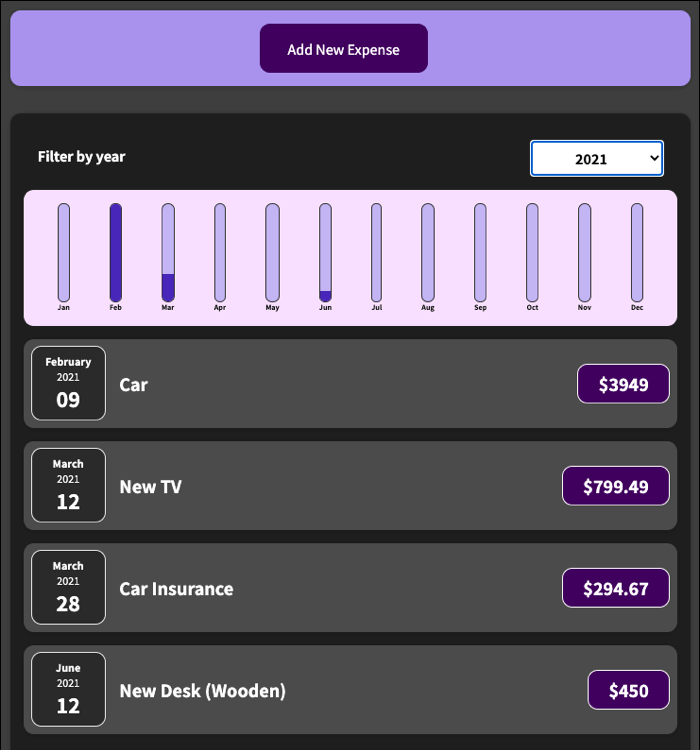 Add New Expense
Filter by year
2021
Jan Feb Mar Apr May Jun Jul Aug Sep Oct Nov Dec
February
2021
09
Car
$3949
March
2021
12
New TV
$799.49
March
2021
28
Car Insurance
$294.67
June
2021
12
New Desk (Wooden)
$450